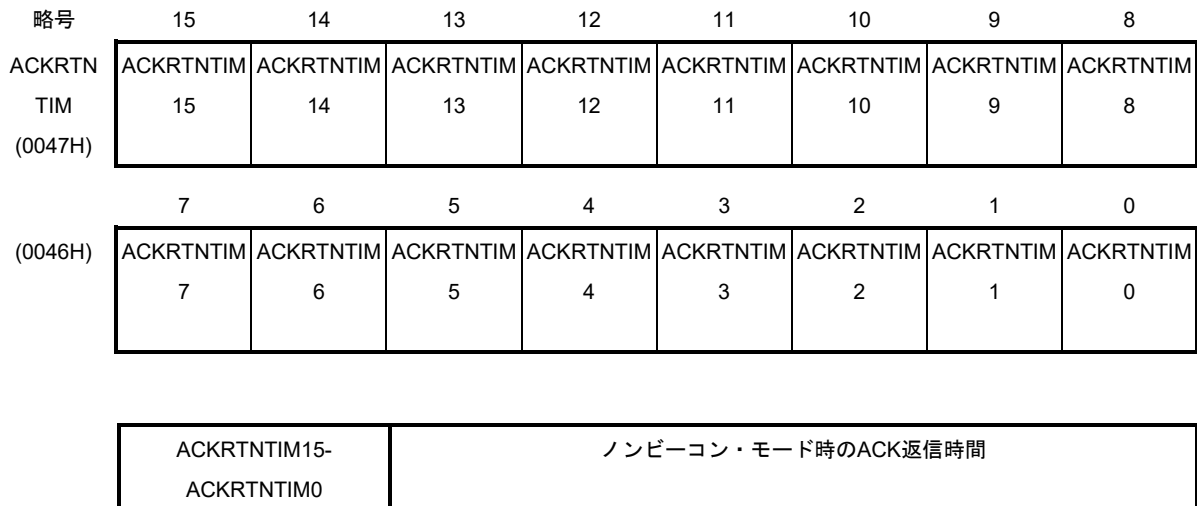 略号 15 14 13 12 11 10 9 8
ACKRTN ACKRTNTIM ACKRTNTIM ACKRTNTIM ACKRTNTIM ACKRTNTIM ACKRTNTIM ACKRTNTIM ACKRTNTIM
TIM 15 14 13 12 11 10 9 8
(0047H)
7 6 5 4 3 2 1 0
(0046H) ACKRTNTIM ACKRTNTIM ACKRTNTIM ACKRTNTIM ACKRTNTIM ACKRTNTIM ACKRTNTIM ACKRTNTIM
7 6 5 4 3 2 1 0
ACKRTNTIM15- ノンビーコン・モード時のACK返信時間
ACKRTNTIM0